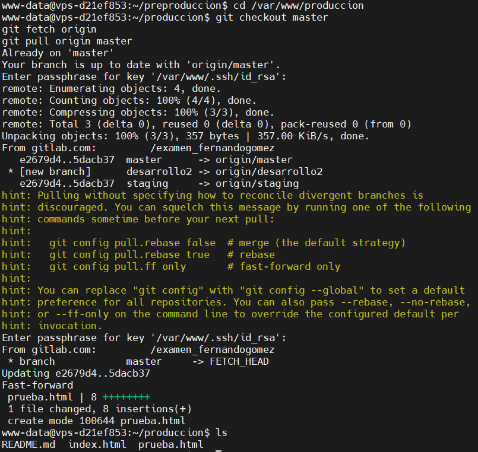 www-data@vps-d21ef853:~/preproduccion$ cd /var/www/produccion
www-data@vps-d21ef853:~/produccion$ git checkout master
git fetch origin
git pull origin master
Already on 'master'
Your branch is up to date with 'origin/master'.
Enter passphrase for key '/var/www/.ssh/id_rsa':
remote: Enumerating objects: 4, done.
remote: Counting objects: 100% (4/4), done.
remote: Compressing objects: 100% (3/3), done.
remote: Total 3 (delta 0), reused 0 (delta 0), pack-reused 0 (from 0)
Unpacking objects: 100% (3/3), 357 bytes | 357.00 KiB/s, done.
From gitlab.com:        /examen_fernandogomez
   e2679d4..5dacb37  master      -> origin/master
 * [new branch]      desarrollo2 -> origin/desarrollo2
   e2679d4..5dacb37  staging     -> origin/staging
hint: Pulling without specifying how to reconcile divergent branches is
hint: discouraged. You can squelch this message by running one of the following
hint: commands sometime before your next pull:
hint:
hint:   git config pull.rebase false  # merge (the default strategy)
hint:   git config pull.rebase true   # rebase
hint:   git config pull.ff only       # fast-forward only
hint:
hint: You can replace "git config" with "git config --global" to set a default
hint: preference for all repositories. You can also pass --rebase, --no-rebase,
hint: or --ff-only on the command line to override the configured default per
hint: invocation.
Enter passphrase for key '/var/www/.ssh/id_rsa':
From gitlab.com:        /examen_fernandogomez
 * branch            master     -> FETCH_HEAD
Updating e2679d4..5dacb37
Fast-forward
 prueba.html | 8 ++++++++
 1 file changed, 8 insertions(+)
 create mode 100644 prueba.html
www-data@vps-d21ef853:~/produccion$ ls
README.md  index.html  prueba.html